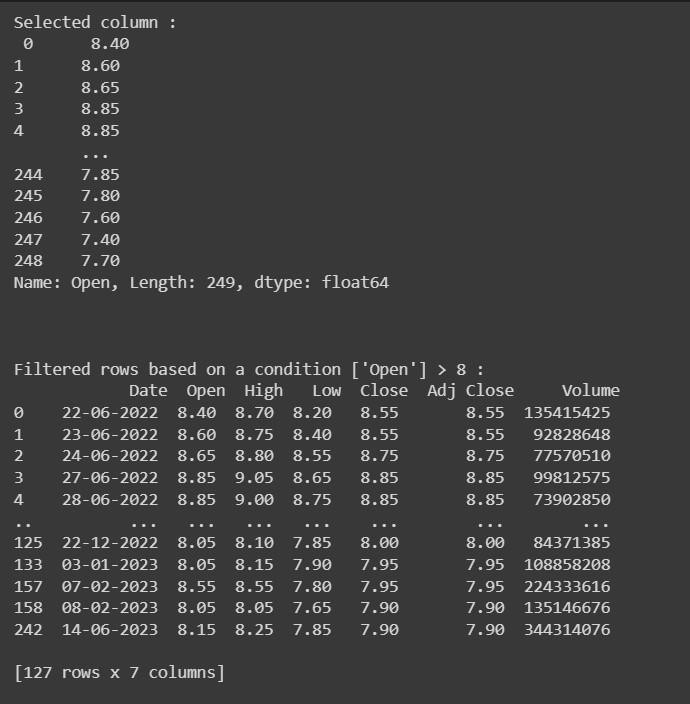 Selected column :
 0      8.40
1      8.60
2      8.65
3      8.85
4      8.85
       ...
244    7.85
245    7.80
246    7.60
247    7.40
248    7.70
Name: Open, Length: 249, dtype: float64
Filtered rows based on a condition ['Open'] > 8 :
            Date  Open  High   Low  Close  Adj Close     Volume
0    22-06-2022  8.40  8.70  8.20   8.55       8.55  135415425
1    23-06-2022  8.60  8.75  8.40   8.55       8.55   92828648
2    24-06-2022  8.65  8.80  8.55   8.75       8.75   77570510
3    27-06-2022  8.85  9.05  8.65   8.85       8.85   99812575
4    28-06-2022  8.85  9.00  8.75   8.85       8.85   73902850
..          ...   ...   ...   ...    ...        ...        ...
125  22-12-2022  8.05  8.10  7.85   8.00       8.00   84371385
133  03-01-2023  8.05  8.15  7.90   7.95       7.95  108858208
157  07-02-2023  8.55  8.55  7.80   7.95       7.95  224333616
158  08-02-2023  8.05  8.05  7.65   7.90       7.90  135146676
242  14-06-2023  8.15  8.25  7.85   7.90       7.90  344314076
[127 rows x 7 columns]